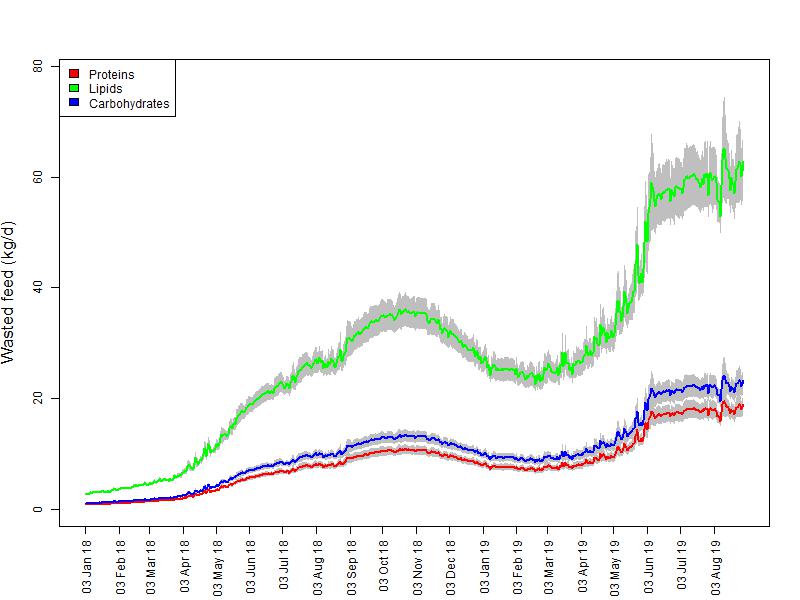 Proteins
Lipids
Carbohydrates
Wasted feed (kg/d)
80
60
40
20
0
03 Jan 18
03 Feb 18
03 Mar 18
03 Apr 18
03 May 18
03 Jun 18
03 Jul 18
03 Aug 18
03 Sep 18
03 Oct 18
03 Nov 18
03 Dec 18
03 Jan 19
03 Feb 19
03 Mar 19
03 Apr 19
03 May 19
03 Jun 19
03 Jul 19
03 Aug 19